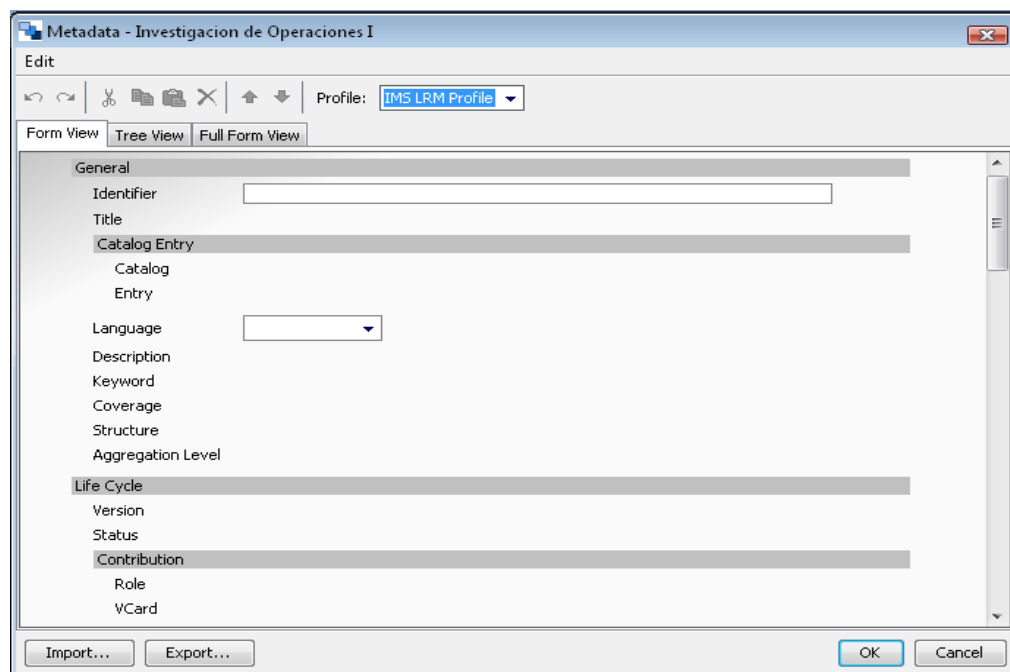 Metadata - Investigacion de Operaciones I
Edit
Profile: IMS LRM Profile
Form View Tree View Full Form View
General
Identifier
Title
Catalog Entry
Catalog
Entry
Language
Description
Keyword
Coverage
Structure
Aggregation Level
Life Cycle
Version
Status
Contribution
Role
VCard
Import... Export... OK Cancel